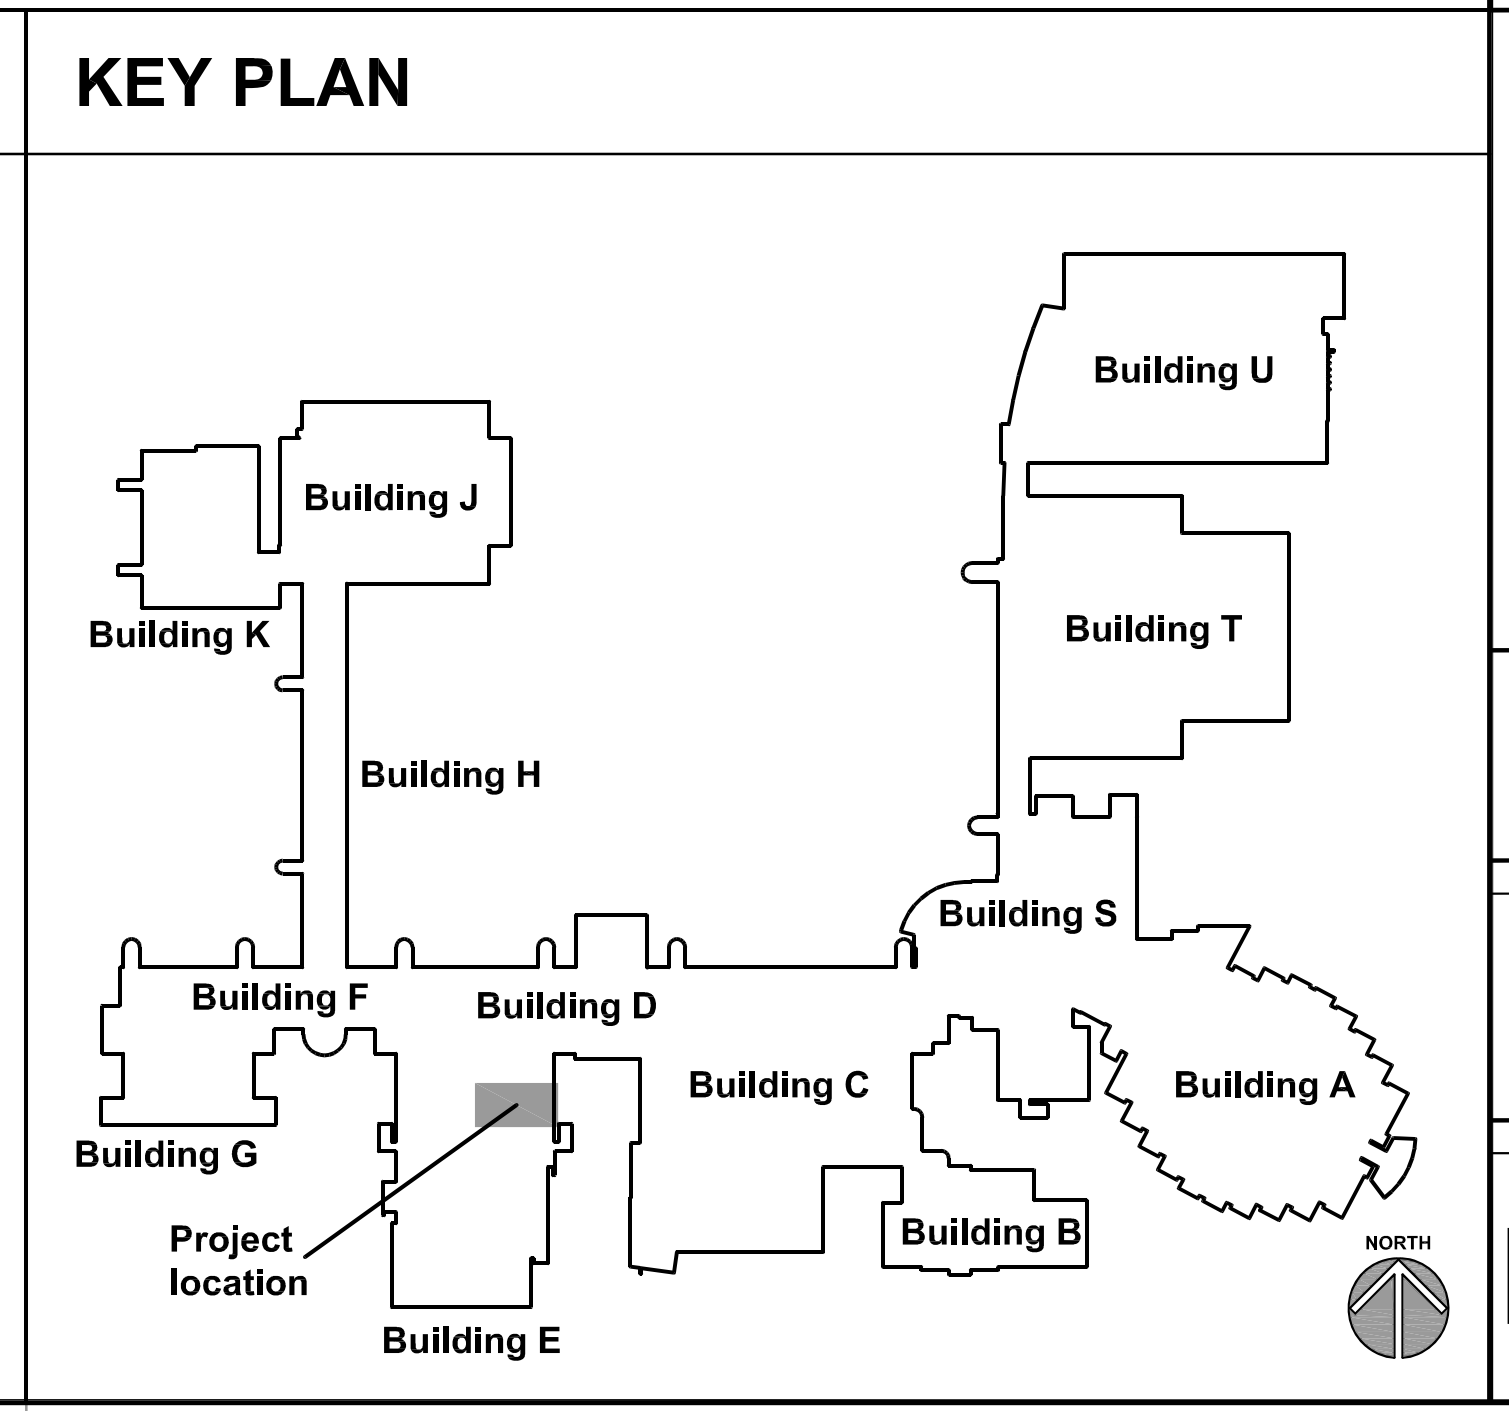 KEY PLAN
Building U
Building J
Building T
Building K
Building H
Building S
Building F
Building D
Building C
Building A
Building G
Building B
Project
location
NORTH
Building E